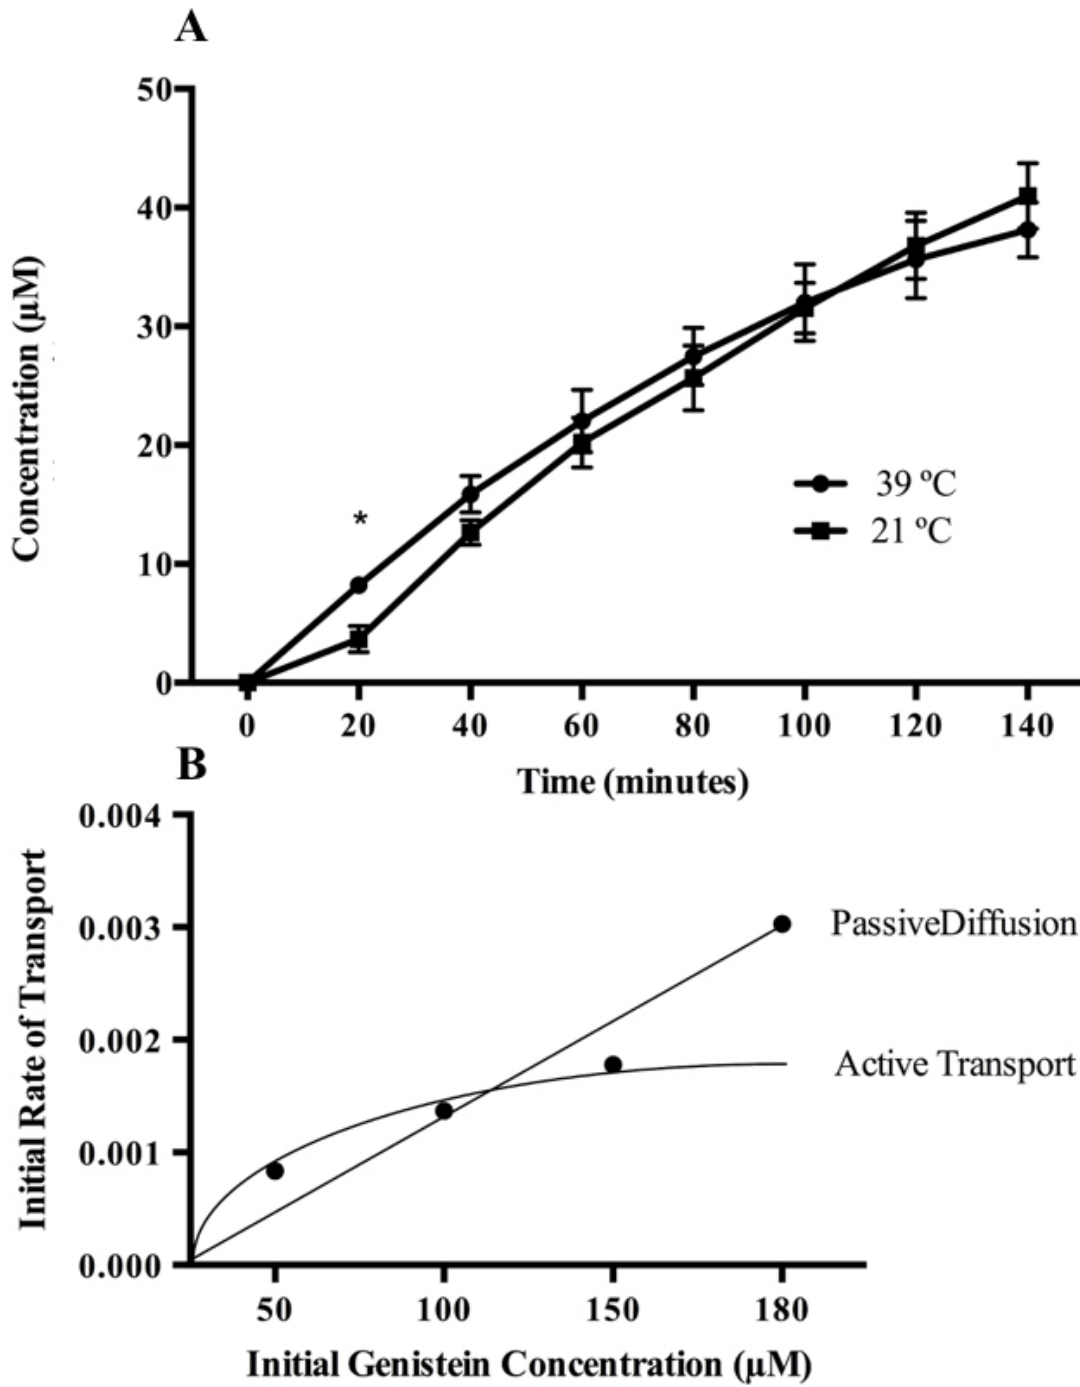 A
50
40
30
20
10
0
Concentration (µM)
*
39 ºC
21 ºC
0 20 40 60 80 100 120 140
Time (minutes)
B
0.004
0.003
0.002
0.001
0.000
Initial Rate of Transport
PassiveDiffusion
Active Transport
50 100 150 180
Initial Genistein Concentration (µM)